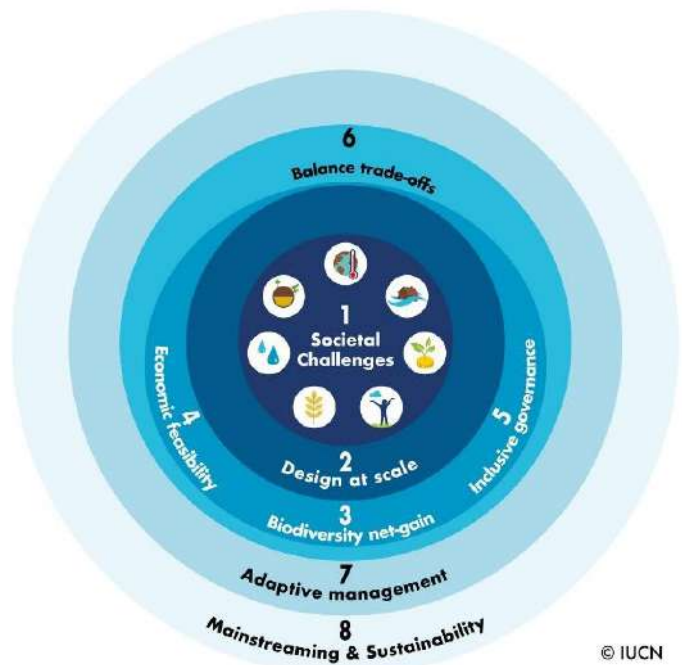 6
Balance trade-offs
1
Societal
Challenges
4
Economic feasibility
5
Inclusive governance
2
Design at scale
3
Biodiversity net-gain
7
Adaptive management
8
Mainstreaming & Sustainability
© IUCN